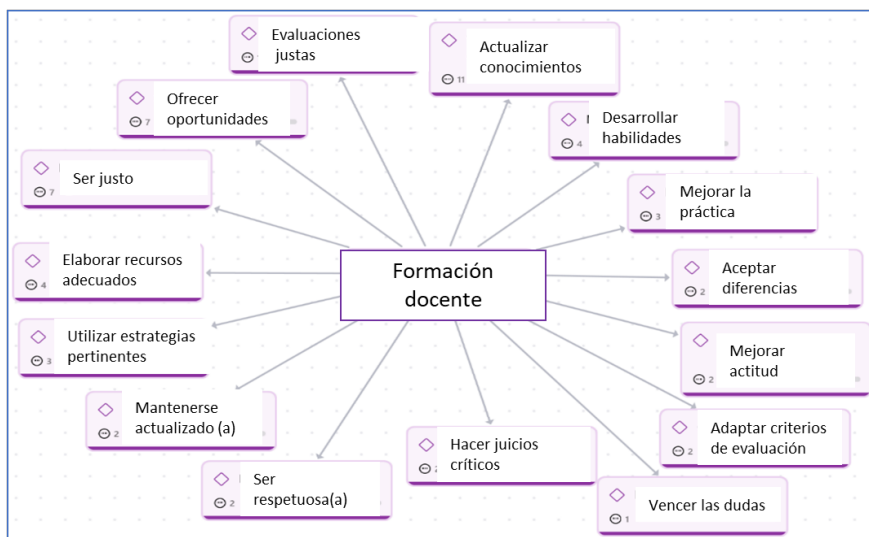 Evaluaciones
justas
Actualizar
conocimientos
11
Ofrecer
oportunidades
7
Desarrollar
habilidades
4
Ser justo
7
Mejorar la
práctica
3
Elaborar recursos
adecuados
4
Formación
docente
Aceptar
diferencias
2
Utilizar estrategias
pertinentes
3
Mejorar
actitud
2
Mantenerse
actualizado (a)
2
Hacer juicios
críticos
Adaptar criterios
de evaluación
2
Ser
respetuosa(a)
2
Vencer las dudas
1